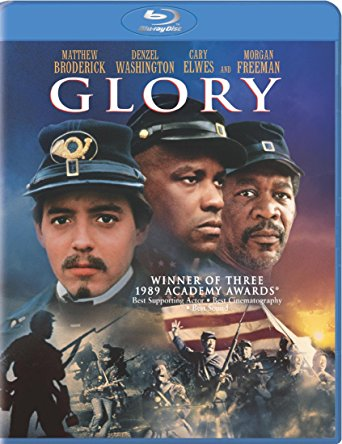 Blu-ray Disc
MATTHEW DENZEL CARY MORGAN
BRODERICK WASHINGTON ELWES AND FREEMAN
GLORY
WINNER OF THREE
1989 ACADEMY AWARDS®
Best Supporting Actor • Best Cinematography
• Best Sound